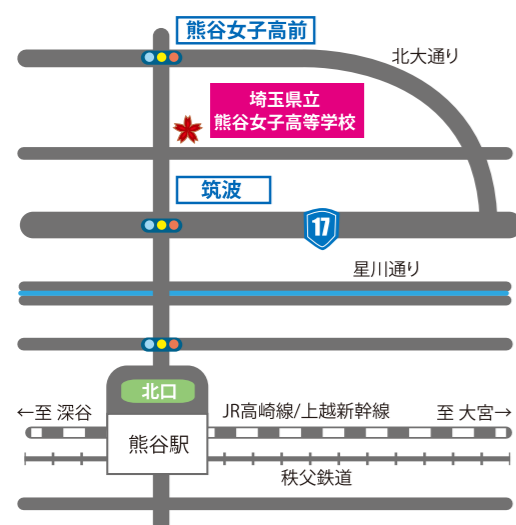 熊谷女子高前
北大通り
埼玉県立
熊谷女子高等学校
筑波
17
星川通り
北口
←至 深谷
JR高崎線/上越新幹線
至 大宮→
熊谷駅
秩父鉄道